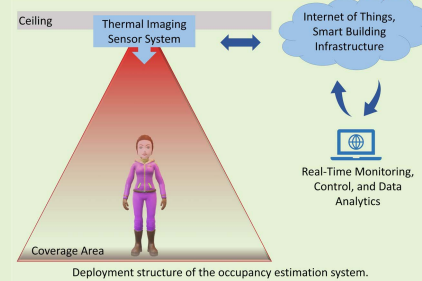 Ceiling
Thermal Imaging
Sensor System
Internet of Things,
Smart Building
Infrastructure
Real-Time Monitoring,
Control, and Data
Analytics
Coverage Area
Deployment structure of the occupancy estimation system.